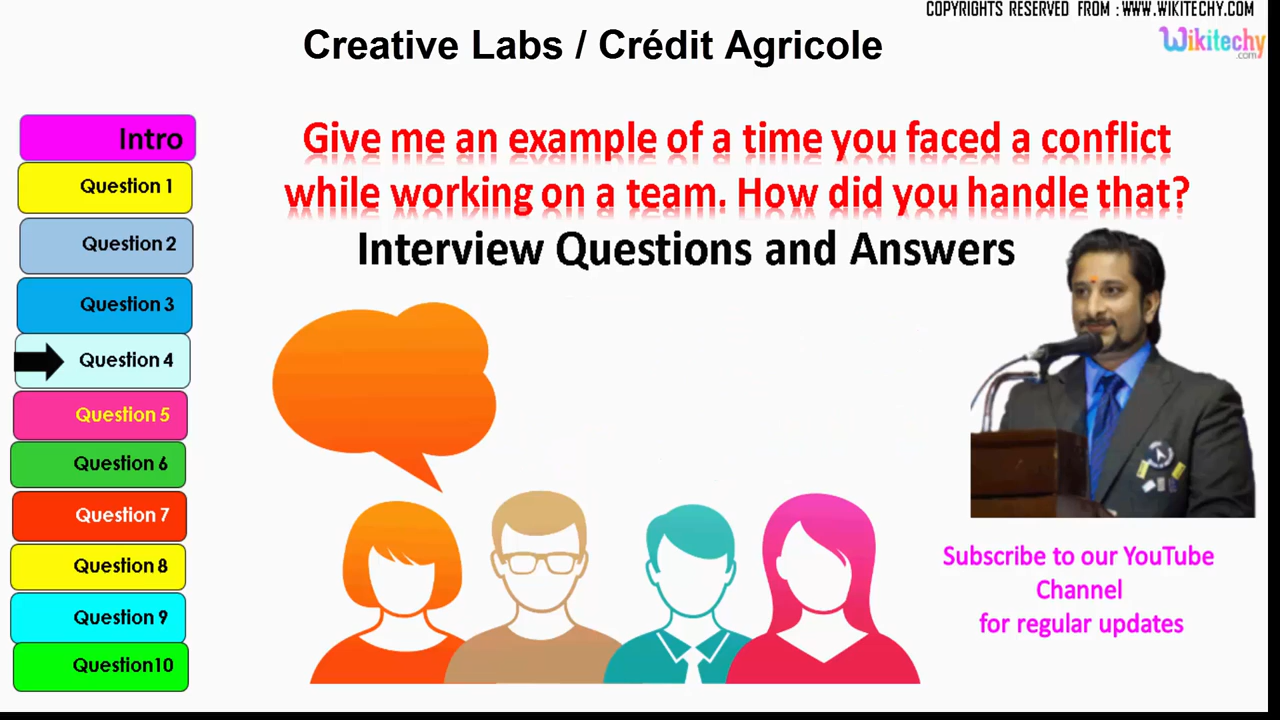 COPYRIGHTS RESERVED FROM : WWW.WIKITECHY.COM
Wikitechy
.com
Creative Labs / Crédit Agricole
Give me an example of a time you faced a conflict
while working on a team. How did you handle that?
Interview Questions and Answers
Intro
Question 1
Question 2
Question 3
Question 4
Question 5
Question 6
Question 7
Question 8
Question 9
Question10
Subscribe to our YouTube
Channel
for regular updates